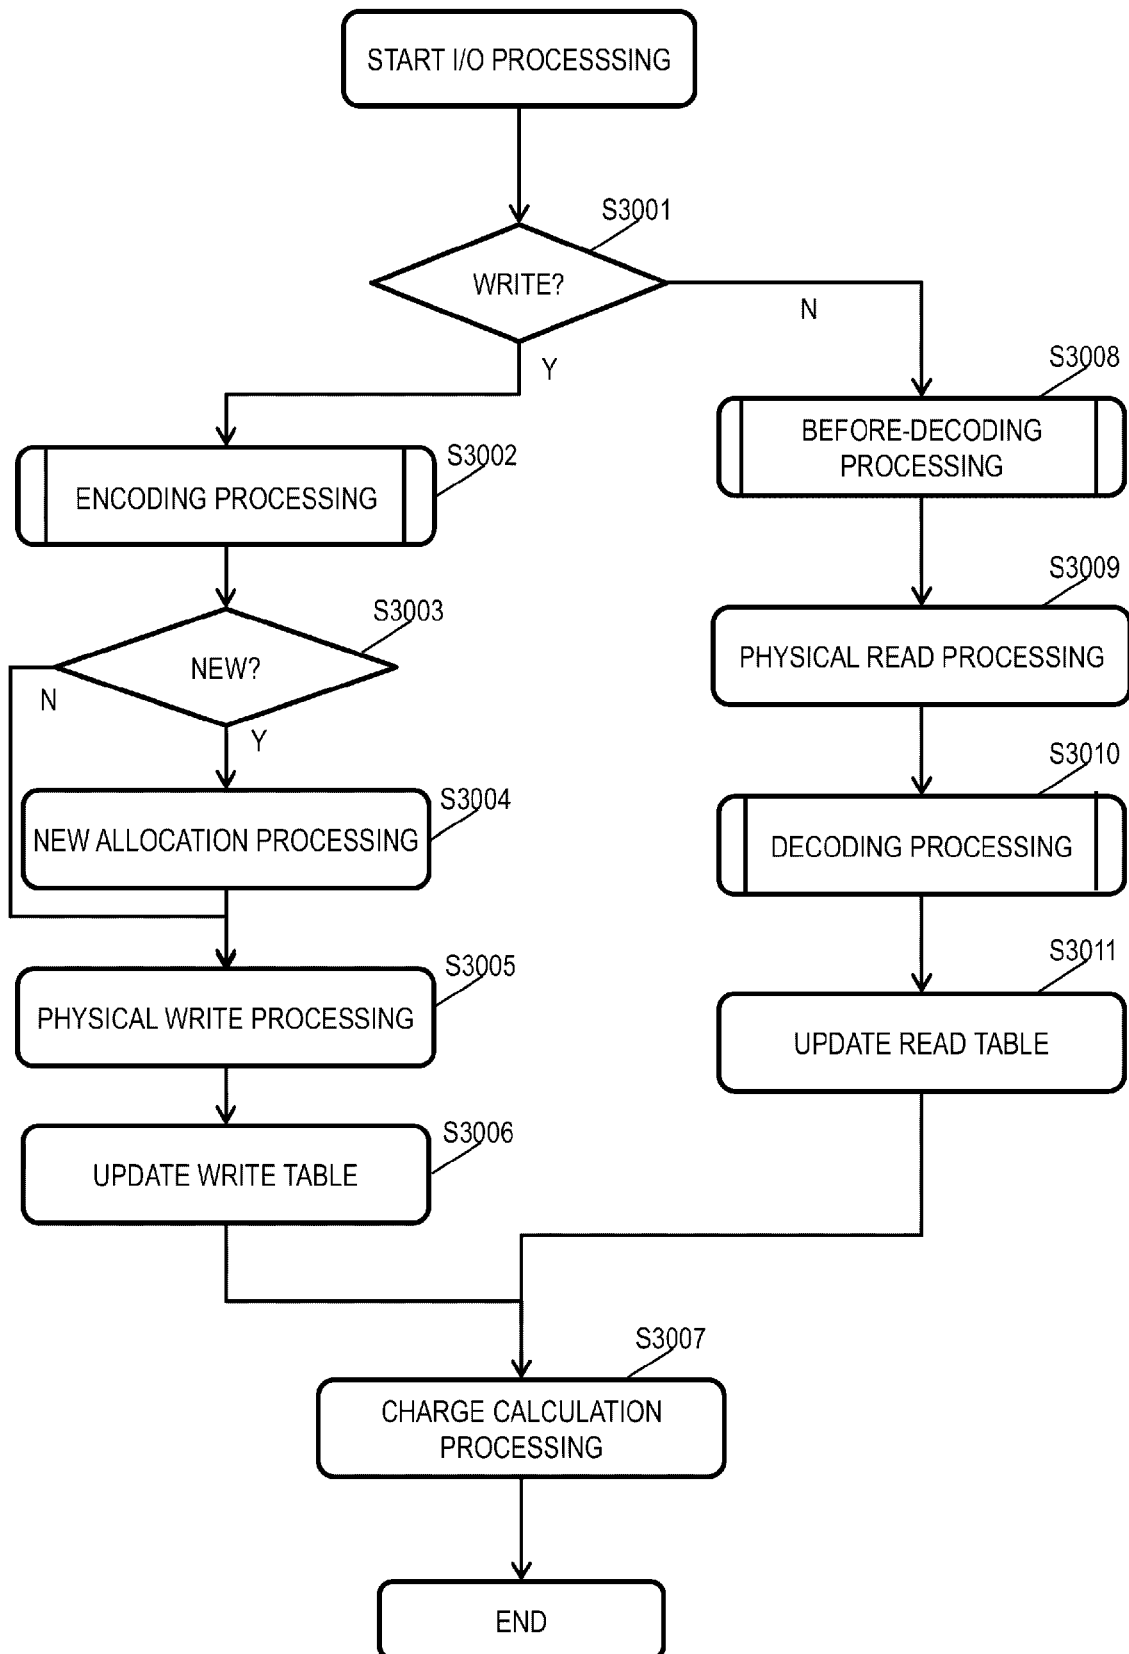 START I/O PROCESSSING
S3001
WRITE?
N
Y
S3008
BEFORE-DECODING
PROCESSING
S3002
ENCODING PROCESSING
S3009
PHYSICAL READ PROCESSING
S3003
NEW?
N
Y
S3010
DECODING PROCESSING
S3004
NEW ALLOCATION PROCESSING
S3011
UPDATE READ TABLE
S3005
PHYSICAL WRITE PROCESSING
S3006
UPDATE WRITE TABLE
S3007
CHARGE CALCULATION
PROCESSING
END